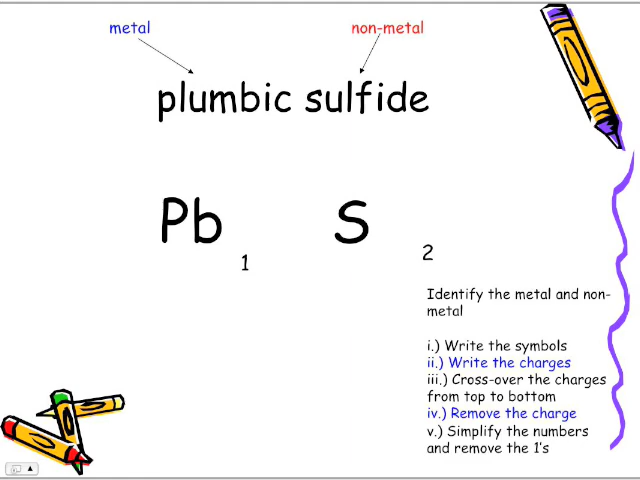 metal non-metal
plumbic sulfide
Pb S
1 2
Identify the metal and non-
metal
i.) Write the symbols
ii.) Write the charges
iii.) Cross-over the charges
from top to bottom
iv.) Remove the charge
v.) Simplify the numbers
and remove the 1's